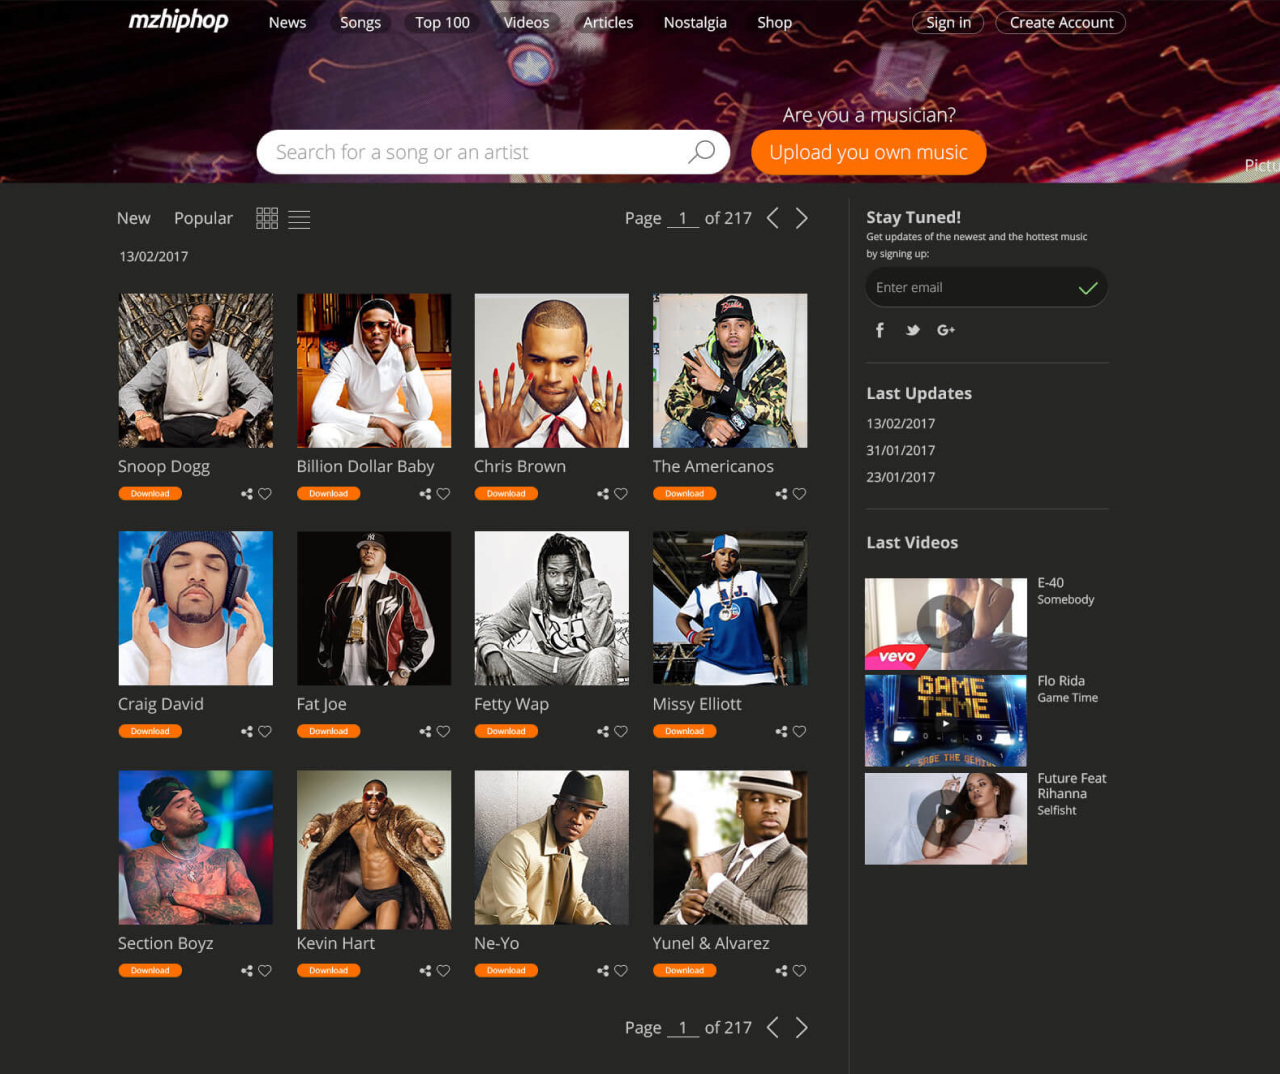 mzhiphop
News
Songs
Top 100
Videos
Articles
Nostalgia
Shop
Sign in
Create Account
Are you a musician?
Search for a song or an artist
Upload you own music
Pictu
New
Popular
Page 1 of 217
13/02/2017
Snoop Dogg
Billion Dollar Baby
Chris Brown
The Americanos
Download
Download
Download
Download
Craig David
Fat Joe
Fetty Wap
Missy Elliott
Download
Download
Download
Download
Section Boyz
Kevin Hart
Ne-Yo
Yunel & Alvarez
Download
Download
Download
Download
Page 1 of 217
Stay Tuned!
Get updates of the newest and the hottest music
by signing up:
Enter email
G+
Last Updates
13/02/2017
31/01/2017
23/01/2017
Last Videos
vevo
E-40
Somebody
GAME
TIME
Flo Rida
Game Time
Future Feat
Rihanna
Selfisht